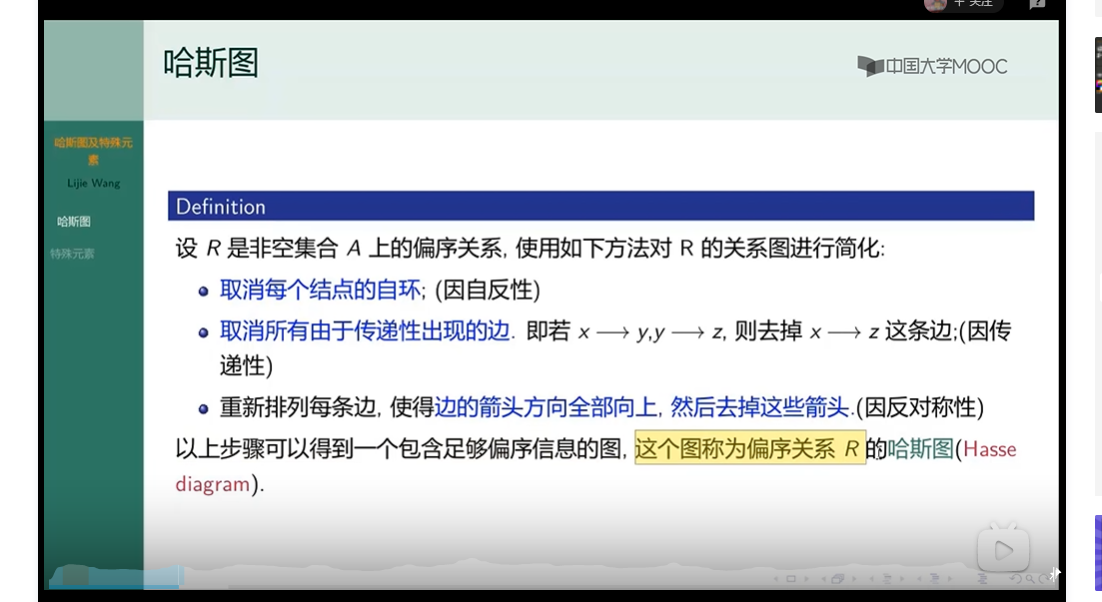 + 关注
哈斯图
中国大学MOOC
哈斯图及特殊元
素
Lijie Wang
哈斯图
特殊元素
Definition
设 R 是非空集合 A 上的偏序关系, 使用如下方法对 R 的关系图进行简化:
取消每个结点的自环; (因自反性)
取消所有由于传递性出现的边. 即若 x ⟶ y,y ⟶ z, 则去掉 x ⟶ z 这条边;(因传
递性)
重新排列每条边, 使得边的箭头方向全部向上, 然后去掉这些箭头.(因反对称性)
以上步骤可以得到一个包含足够偏序信息的图, 这个图称为偏序关系 R 的哈斯图(Hasse
diagram).